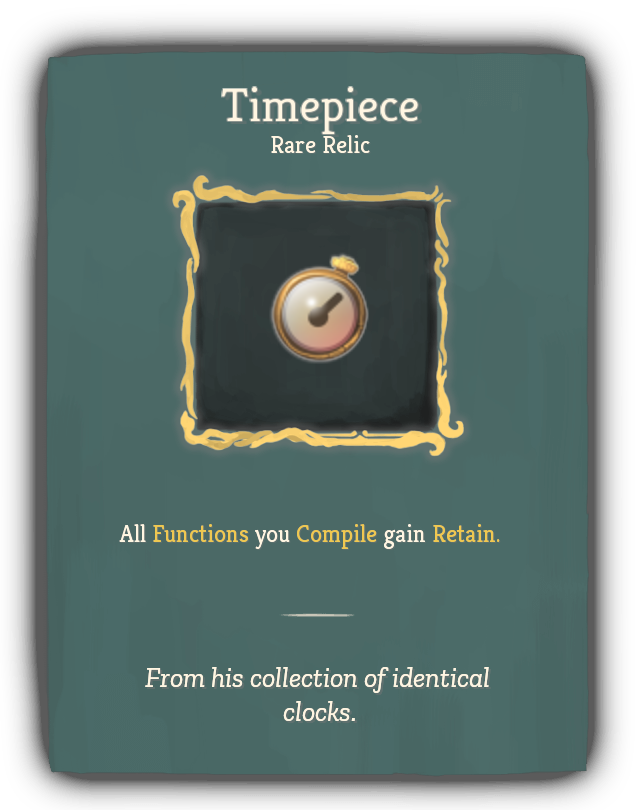 Timepiece
Rare Relic
All Functions you Compile gain Retain.
From his collection of identical
clocks.